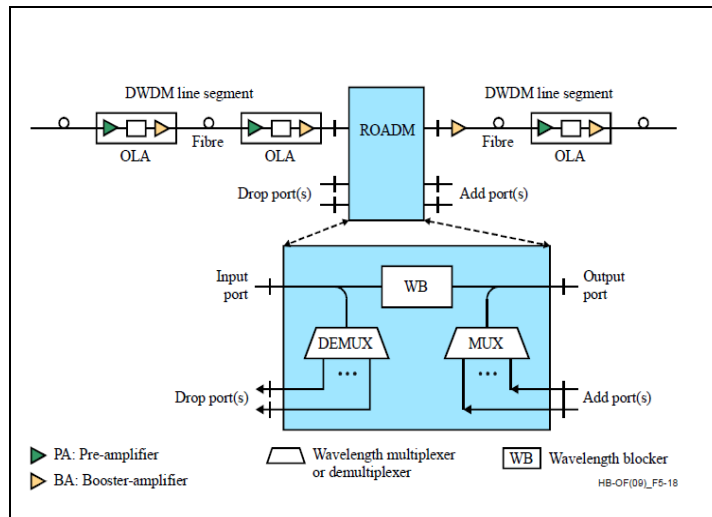 DWDM line segment
DWDM line segment
ROADM
OLA
Fibre
OLA
Fibre
OLA
Drop port(s)
Add port(s)
Input
port
WB
Output
port
DEMUX
MUX
...
...
Drop port(s)
Add port(s)
PA: Pre-amplifier
BA: Booster-amplifier
Wavelength multiplexer
or demultiplexer
WB
Wavelength blocker
HB-OF(09)_F5-18